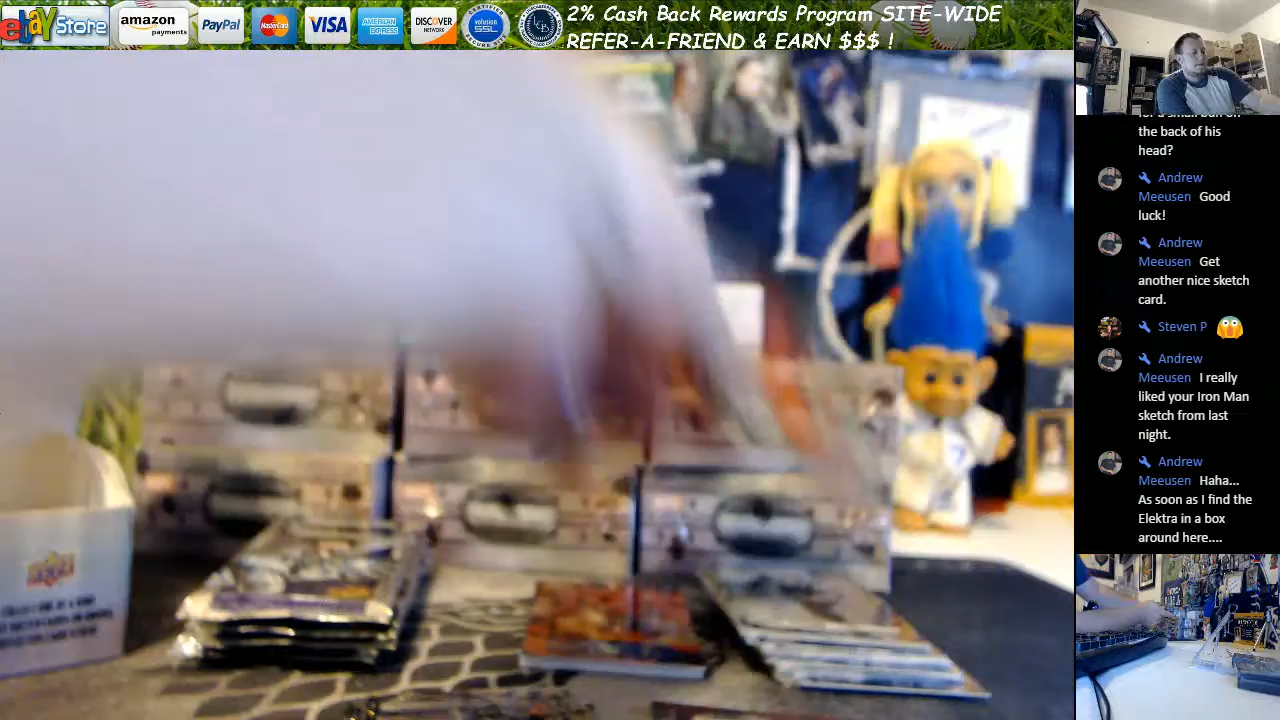 ebay Store
amazon
payments
PayPal
MasterCard
VISA
AMERICAN
EXPRESS
DISCOVER
NETWORK
volusion
SSL
2% Cash Back Rewards Program SITE-WIDE
REFER-A-FRIEND & EARN $$$ !
the back of his
head?
Andrew
Meeusen Good
luck!
Andrew
Meeusen Get
another nice sketch
card.
Steven P
Andrew
Meeusen I really
liked your Iron Man
sketch from last
night.
Andrew
Meeusen Haha...
As soon as I find the
Elektra in a box
around here....